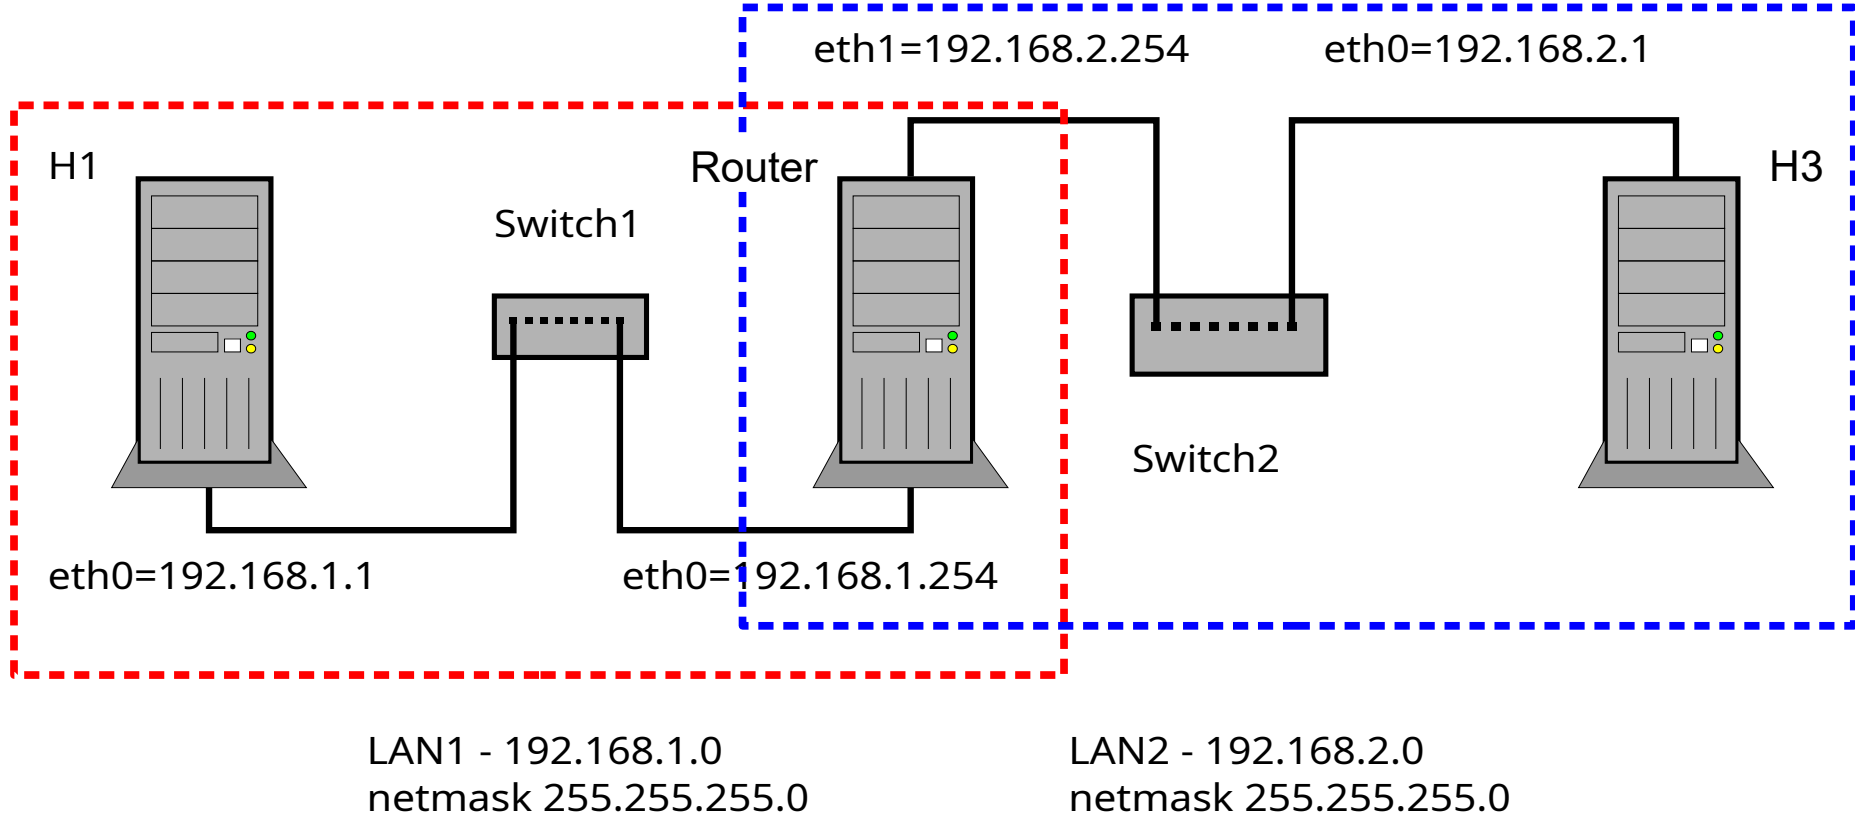 eth1=192.168.2.254
eth0=192.168.2.1
H1
Router
H3
Switch1
Switch2
eth0=192.168.1.1
eth0=192.168.1.254
LAN1 - 192.168.1.0
netmask 255.255.255.0
LAN2 - 192.168.2.0
netmask 255.255.255.0